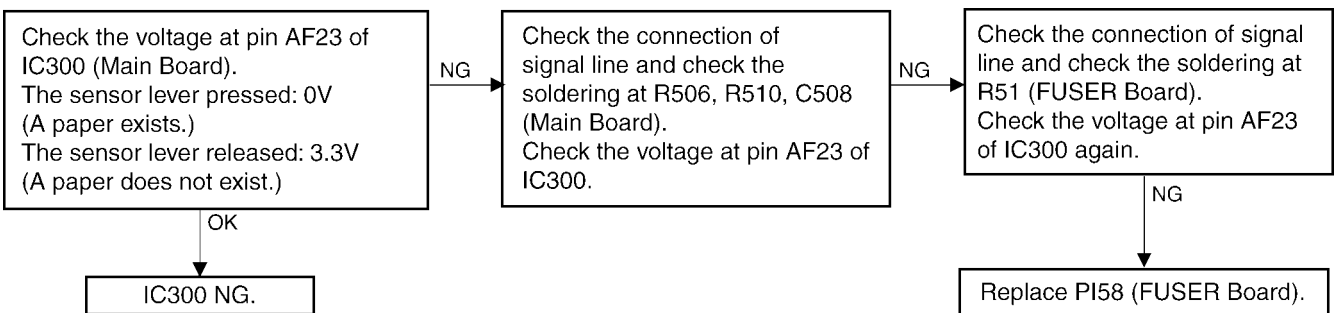 Check the voltage at pin AF23 of
IC300 (Main Board).
The sensor lever pressed: 0V
(A paper exists.)
The sensor lever released: 3.3V
(A paper does not exist.)
NG
Check the connection of
signal line and check the
soldering at R506, R510, C508
(Main Board).
Check the voltage at pin AF23 of
IC300.
NG
Check the connection of signal
line and check the soldering at
R51 (FUSER Board).
Check the voltage at pin AF23
of IC300 again.
OK
NG
IC300 NG.
Replace PI58 (FUSER Board).